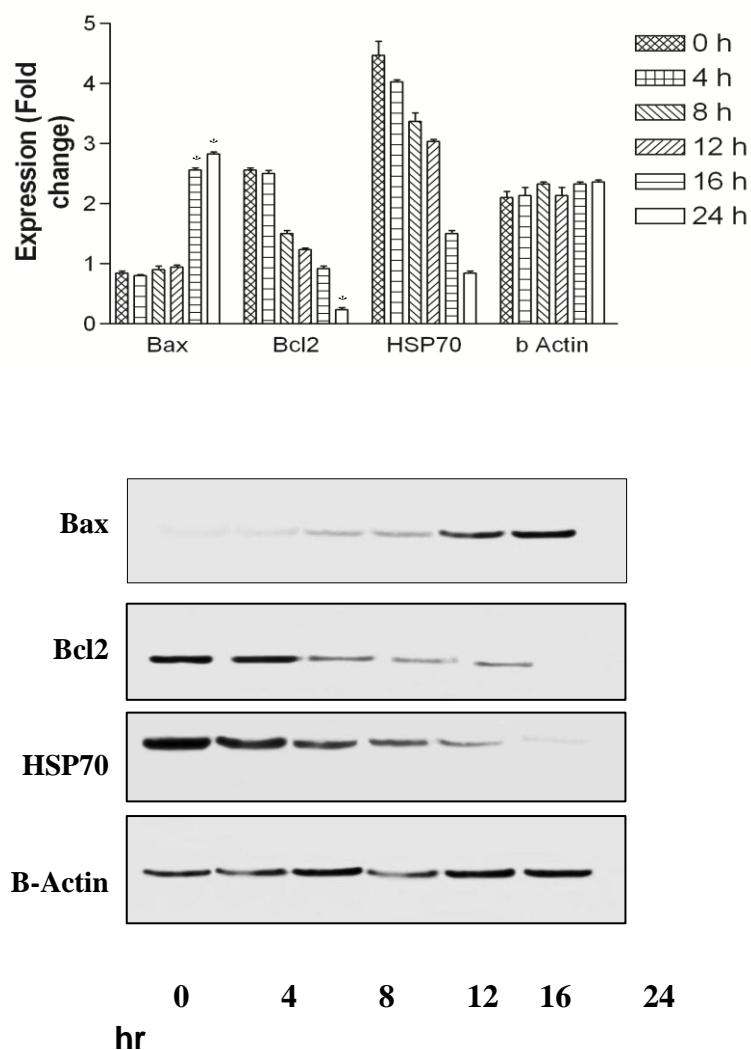 5
4
3
2
1
0
Expression (Fold
change)
* *
*
Bax Bcl2 HSP70 b Actin
0 h
4 h
8 h
12 h
16 h
24 h
Bax
Bcl2
HSP70
B-Actin
0 4 8 12 16 24
hr